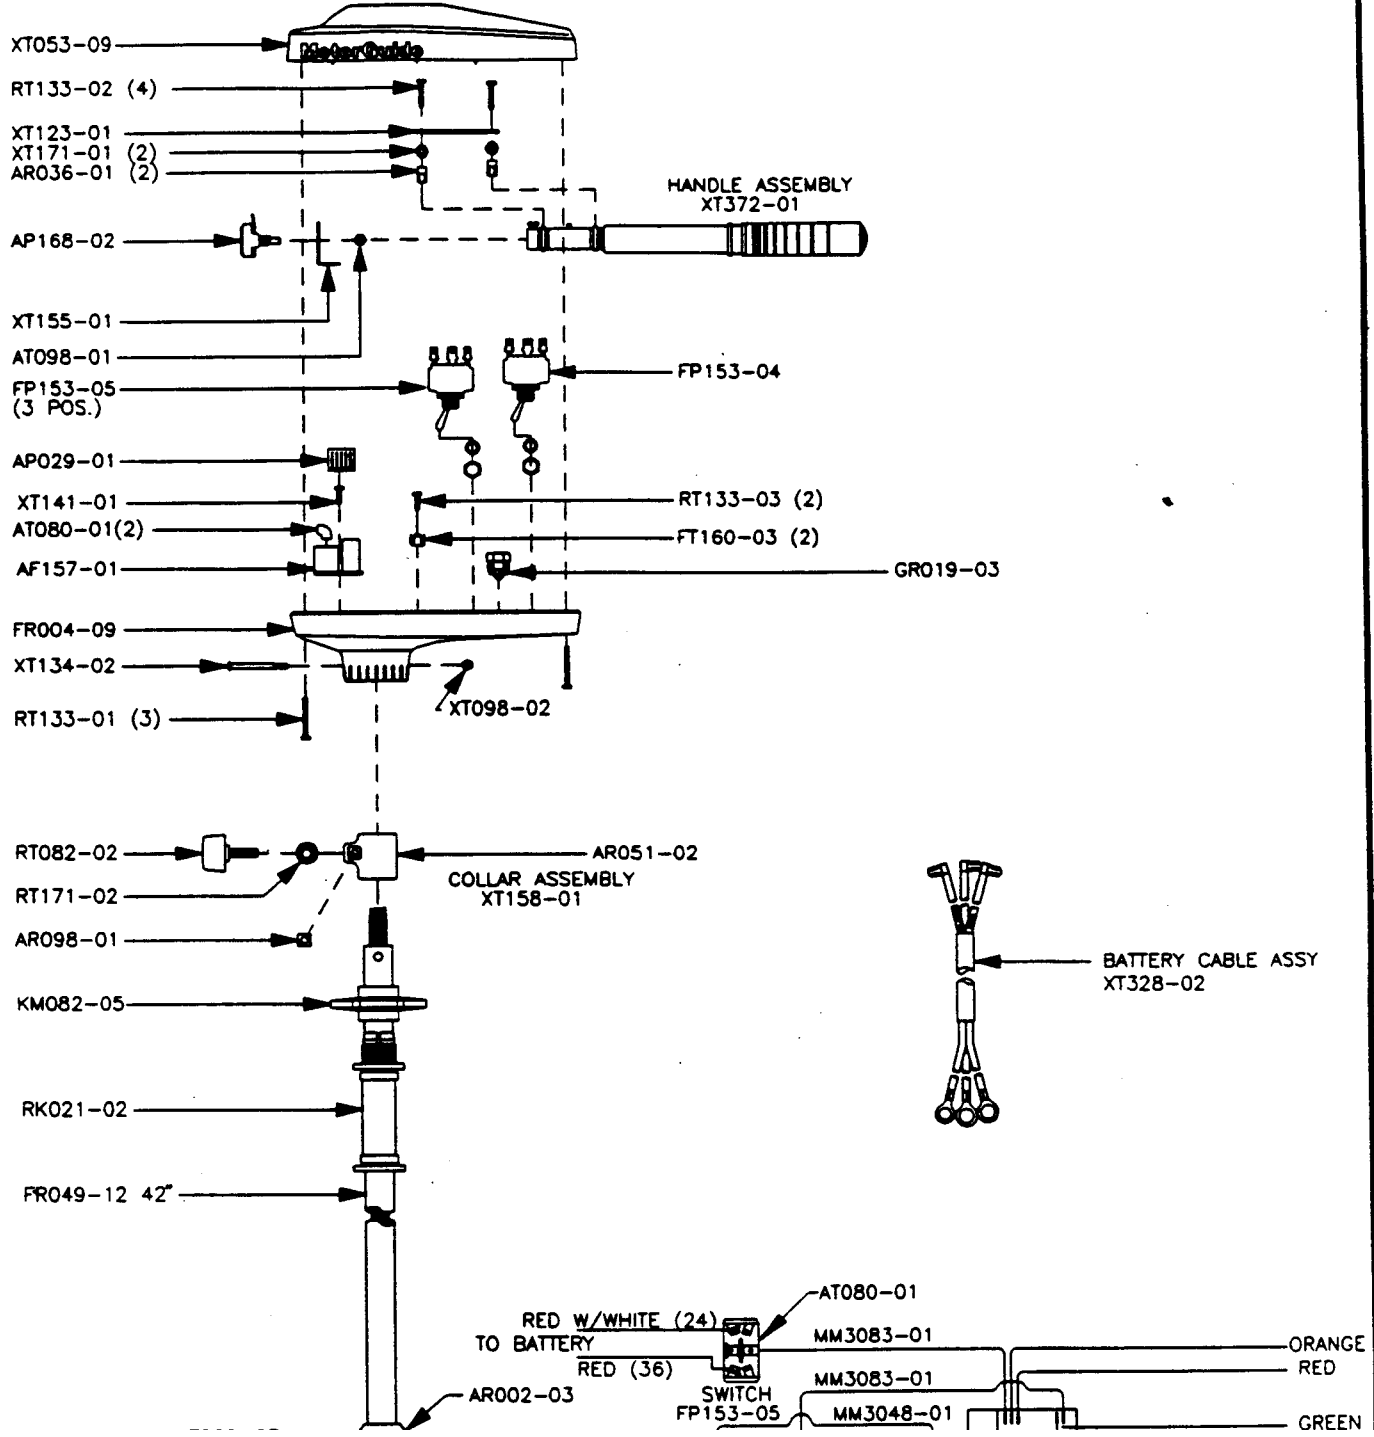 XT053-09
MotorGuide
RT133-02 (4)
XT123-01
XT171-01 (2)
AR036-01 (2)
HANDLE ASSEMBLY
XT372-01
AP168-02
XT155-01
AT098-01
FP153-05
(3 POS.)
FP153-04
AP029-01
XT141-01
RT133-03 (2)
AT080-01(2)
FT160-03 (2)
AF157-01
GR019-03
FR004-09
XT134-02
XT098-02
RT133-01 (3)
RT082-02
AR051-02
COLLAR ASSEMBLY
XT158-01
RT171-02
AR098-01
BATTERY CABLE ASSY
XT328-02
KM082-05
RK021-02
FR049-12 42"
AT080-01
RED W/WHITE (24)
TO BATTERY
RED (36)
MM3083-01
ORANGE
RED
MM3083-01
SWITCH
FP153-05
MM3048-01
GREEN
AR002-03